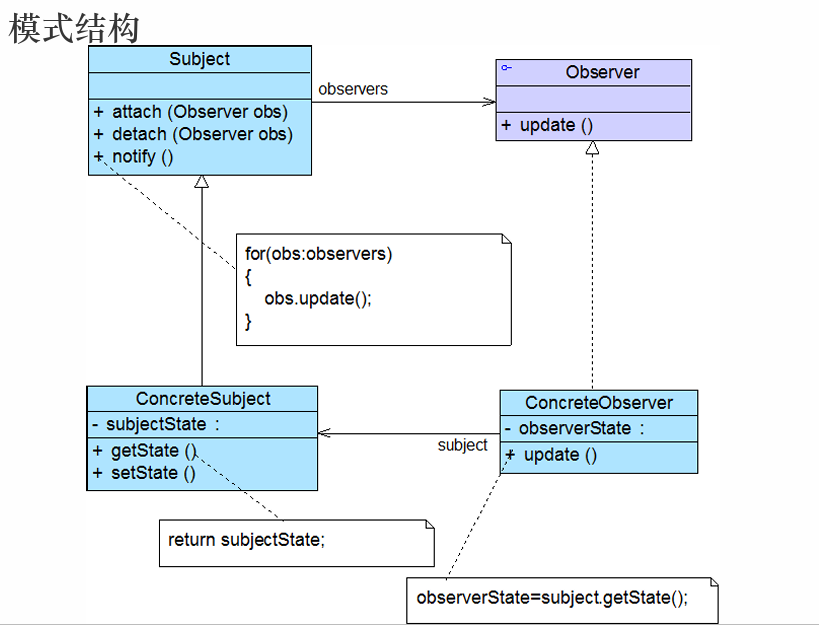 模式结构
Subject
+ attach (Observer obs)
+ detach (Observer obs)
+ notify ()
observers
Observer
+ update ()
for(obs:observers)
{
obs.update();
}
ConcreteSubject
- subjectState :
+ getState ()
+ setState ()
subject
ConcreteObserver
- observerState :
+ update ()
return subjectState;
observerState=subject.getState();